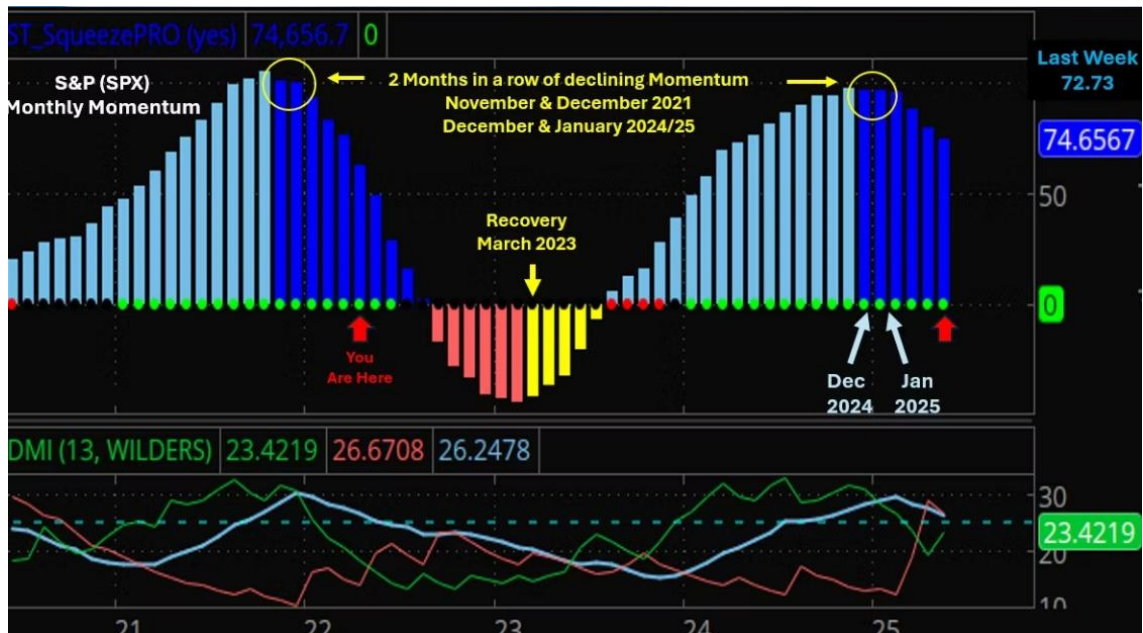 ST_SqueezePRO (yes) 74,656.7 0
S&P (SPX)
Monthly Momentum
2 Months in a row of declining Momentum
November & December 2021
December & January 2024/25
Last Week
72.73
74.6567
50
Recovery
March 2023
0
You
Are Here
Dec
2024
Jan
2025
DMI (13, WILDERS) 23.4219 26.6708 26.2478
30
23.4219
20
10
21 22 23 24 25